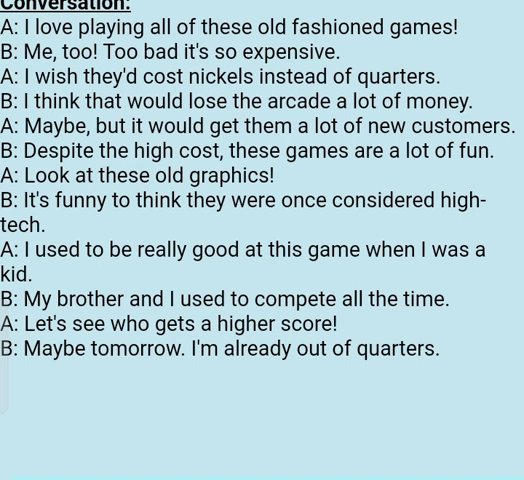 Conversation:
A: I love playing all of these old fashioned games!
B: Me, too! Too bad it's so expensive.
A: I wish they'd cost nickels instead of quarters.
B: I think that would lose the arcade a lot of money.
A: Maybe, but it would get them a lot of new customers.
B: Despite the high cost, these games are a lot of fun.
A: Look at these old graphics!
B: It's funny to think they were once considered high-
tech.
A: I used to be really good at this game when I was a
kid.
B: My brother and I used to compete all the time.
A: Let's see who gets a higher score!
B: Maybe tomorrow. I'm already out of quarters.